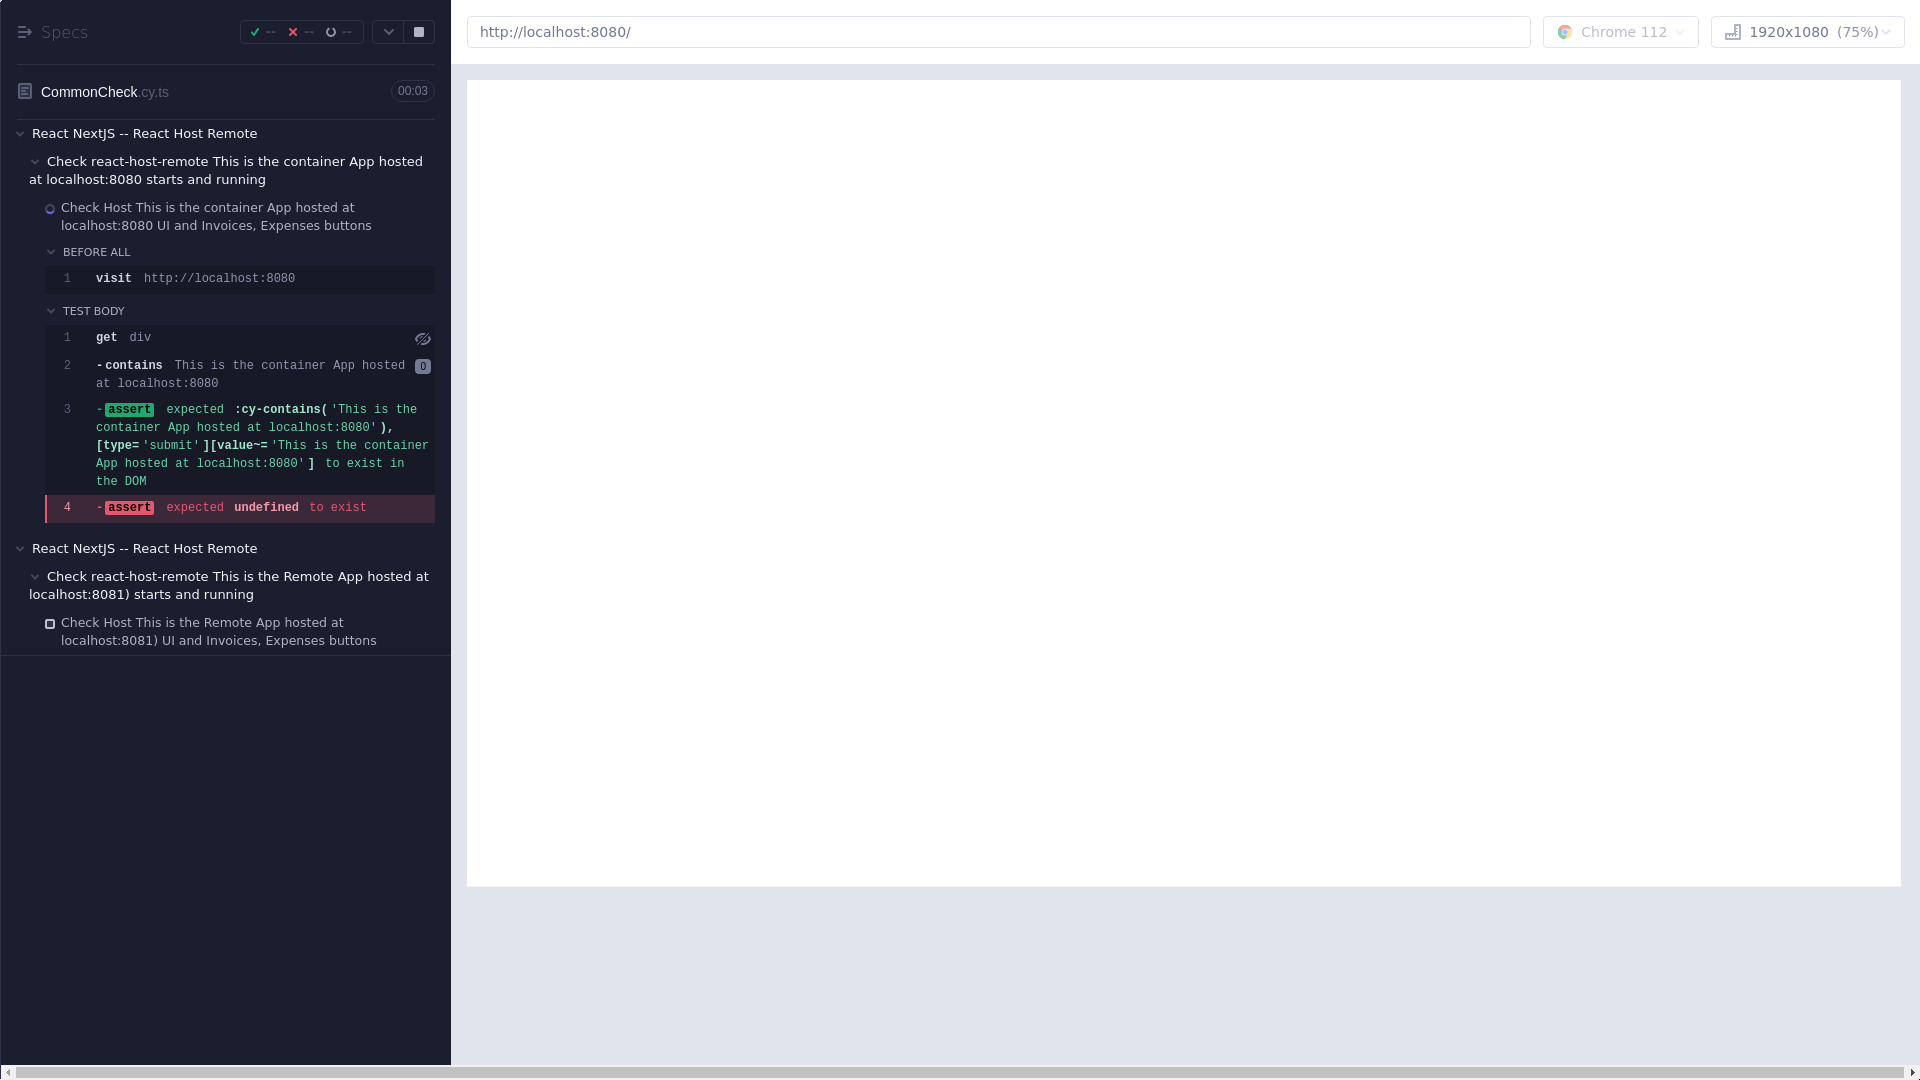 Specs -- -- --
http://localhost:8080/ Chrome 112 1920x1080 (75%)
CommonCheck.cy.ts 00:03
React NextJS -- React Host Remote
Check react-host-remote This is the container App hosted
at localhost:8080 starts and running
Check Host This is the container App hosted at
localhost:8080 UI and Invoices, Expenses buttons
BEFORE ALL
1 visit http://localhost:8080
TEST BODY
1 get div
2 -contains This is the container App hosted 0
at localhost:8080
3 -assert expected :cy-contains('This is the
container App hosted at localhost:8080'),
[type='submit'][value~='This is the container
App hosted at localhost:8080'] to exist in
the DOM
4 -assert expected undefined to exist
React NextJS -- React Host Remote
Check react-host-remote This is the Remote App hosted at
localhost:8081) starts and running
Check Host This is the Remote App hosted at
localhost:8081) UI and Invoices, Expenses buttons